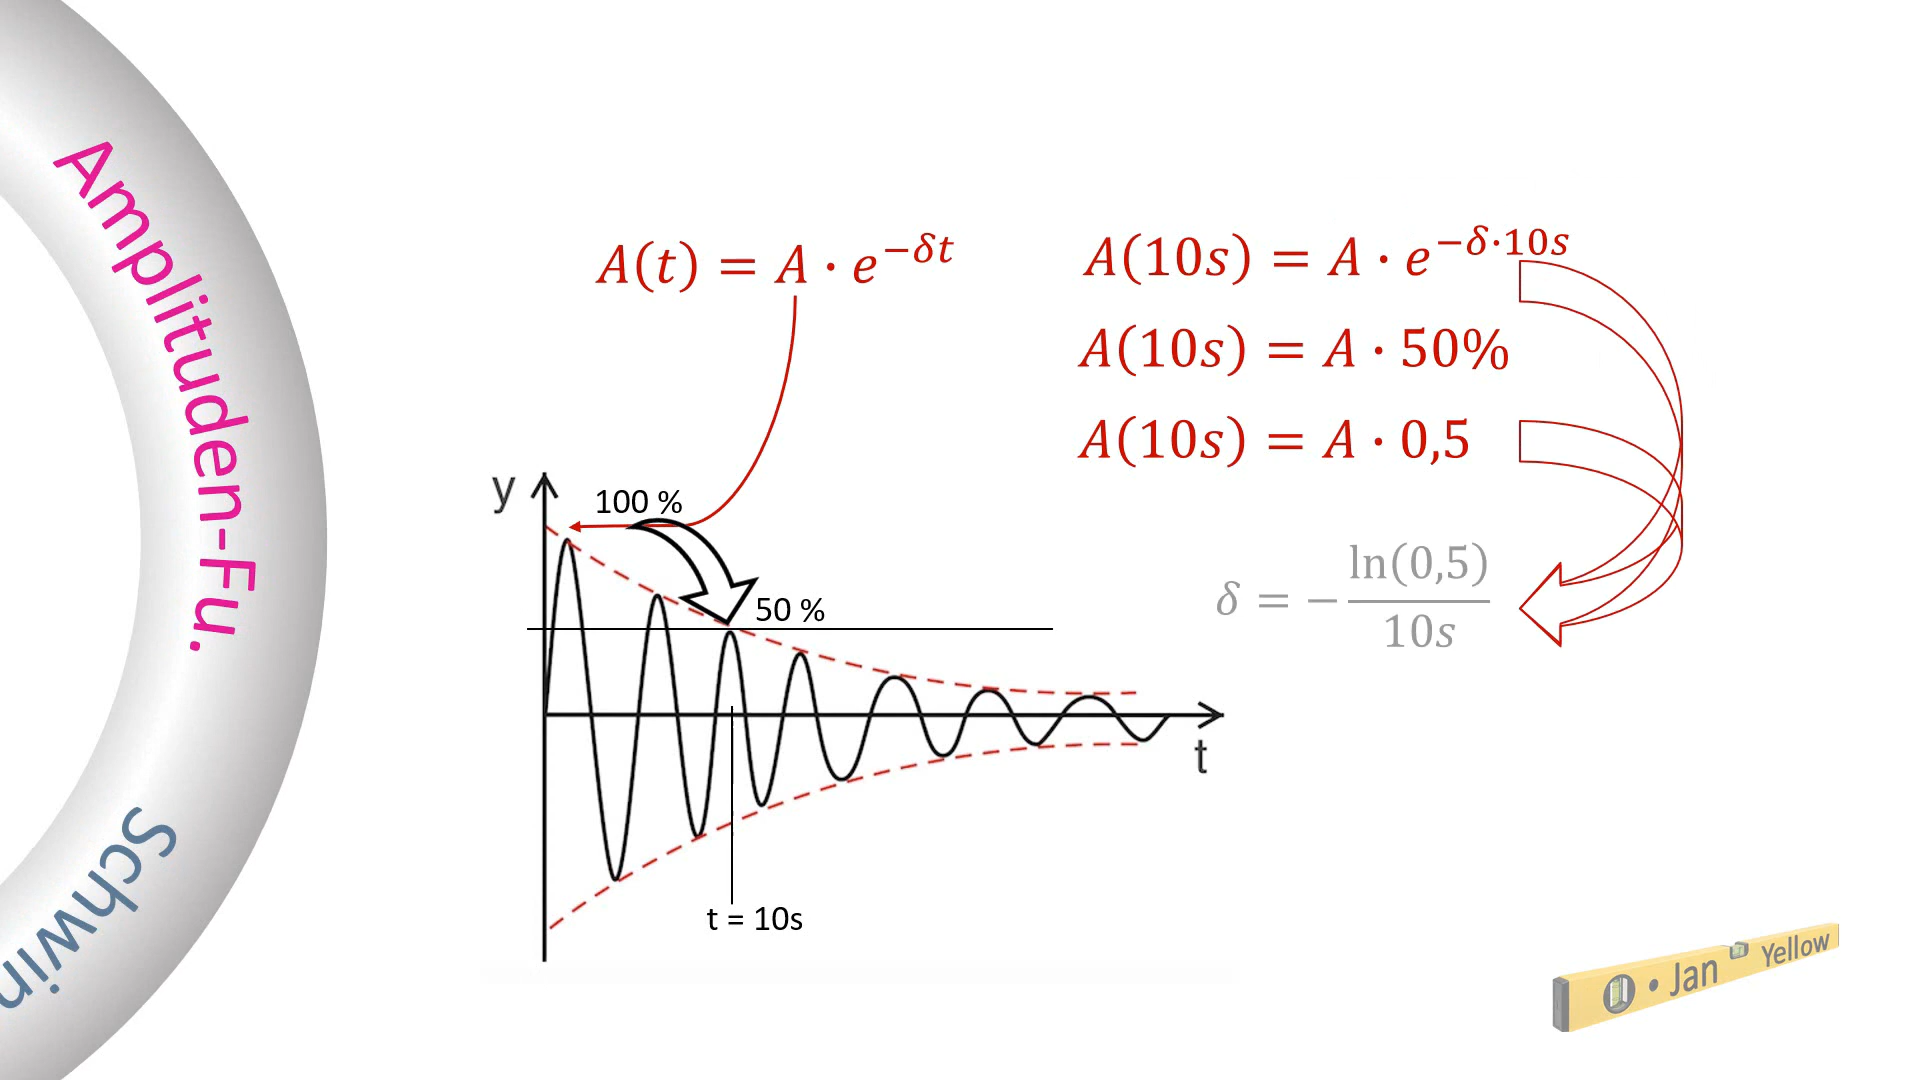 Amplituden-Fu.
Schwin
A(t) = A · e^{−δt}
A(10s) = A · e^{−δ·10s}
A(10s) = A · 50%
A(10s) = A · 0,5
δ = − ln(0,5) / 10s
y
100 %
50 %
t
t = 10s
• Jan Yellow